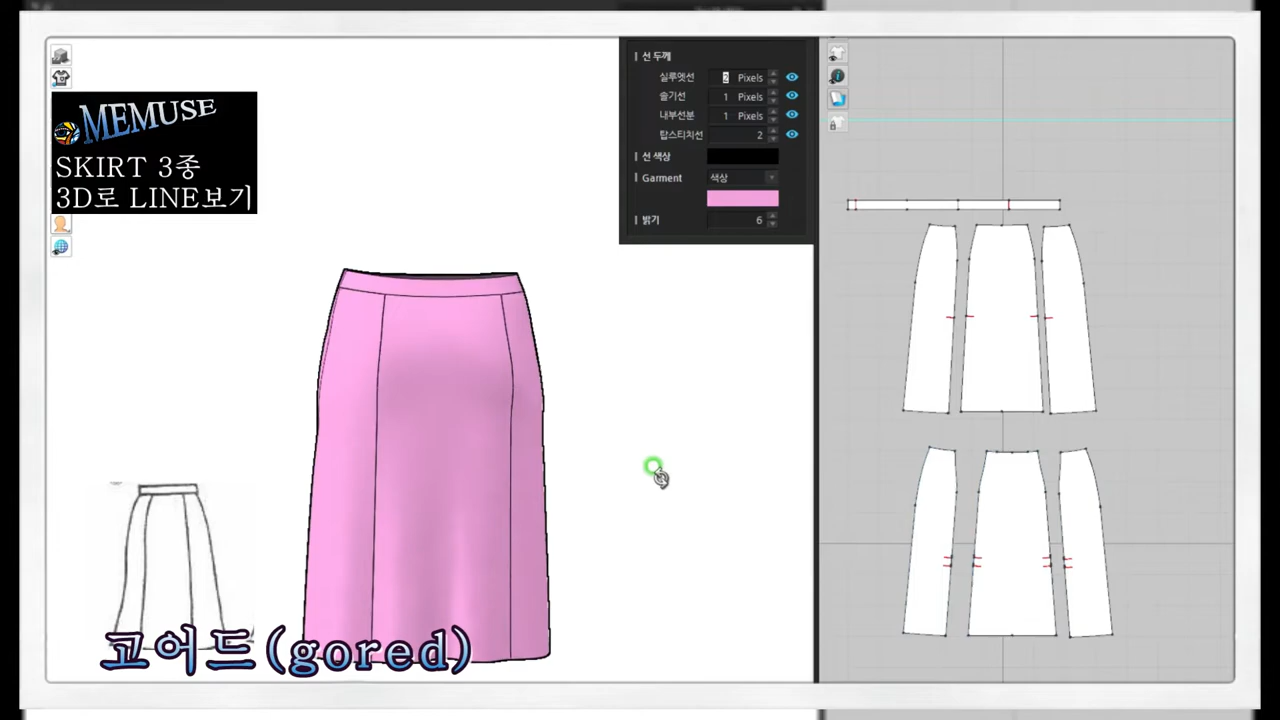 MEMUSE
SKIRT 3종
3D로 LINE보기
선 두께
실루엣선 2 Pixels
솔기선 1 Pixels
내부선분 1 Pixels
탑스티치선 2
선 색상
Garment 색상
밝기 6
고어드(gored)